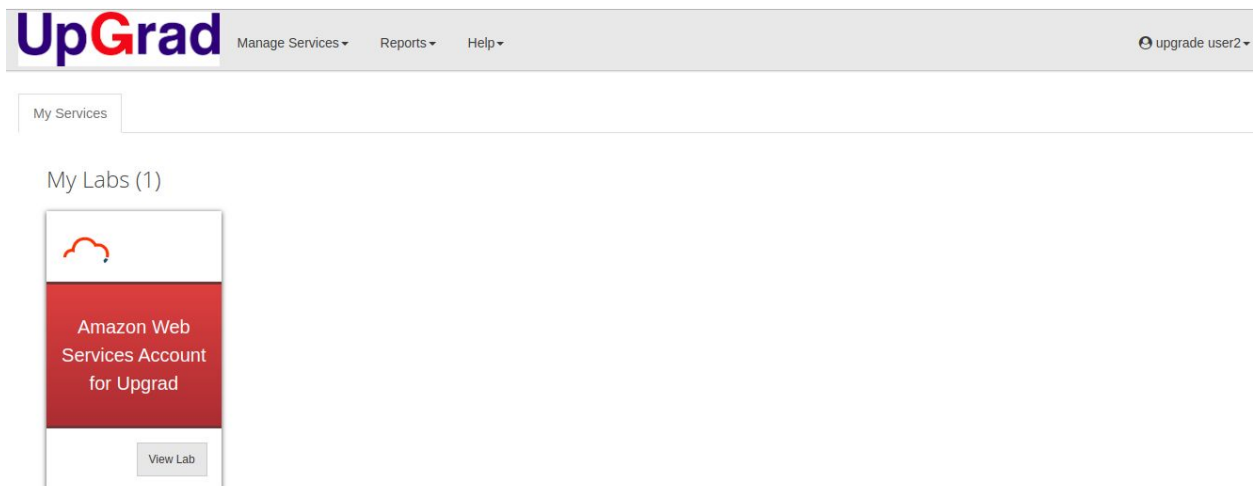 UpGrad Manage Services Reports Help upgrade user2
My Services
My Labs (1)
Amazon Web
Services Account
for Upgrad
View Lab